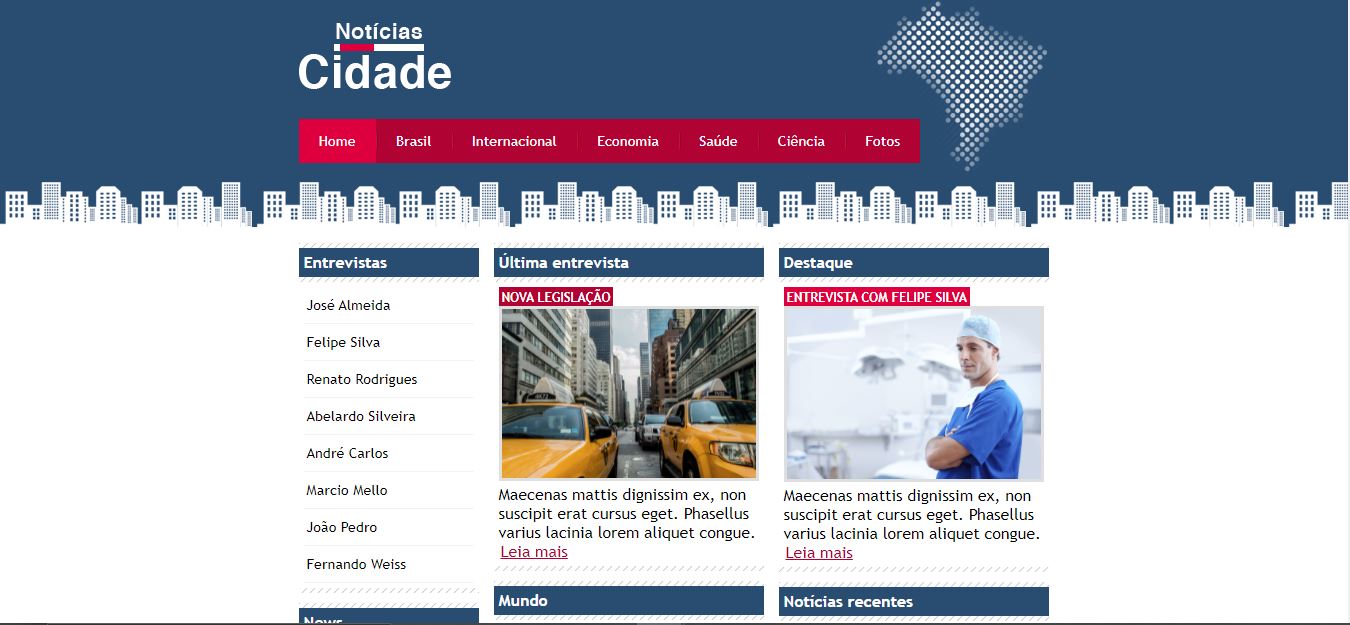 Notícias
Cidade
Home Brasil Internacional Economia Saúde Ciência Fotos
Entrevistas
José Almeida
Felipe Silva
Renato Rodrigues
Abelardo Silveira
André Carlos
Marcio Mello
João Pedro
Fernando Weiss
News
Última entrevista
NOVA LEGISLAÇÃO
Maecenas mattis dignissim ex, non
suscipit erat cursus eget. Phasellus
varius lacinia lorem aliquet congue.
Leia mais
Mundo
Destaque
ENTREVISTA COM FELIPE SILVA
Maecenas mattis dignissim ex, non
suscipit erat cursus eget. Phasellus
varius lacinia lorem aliquet congue.
Leia mais
Notícias recentes